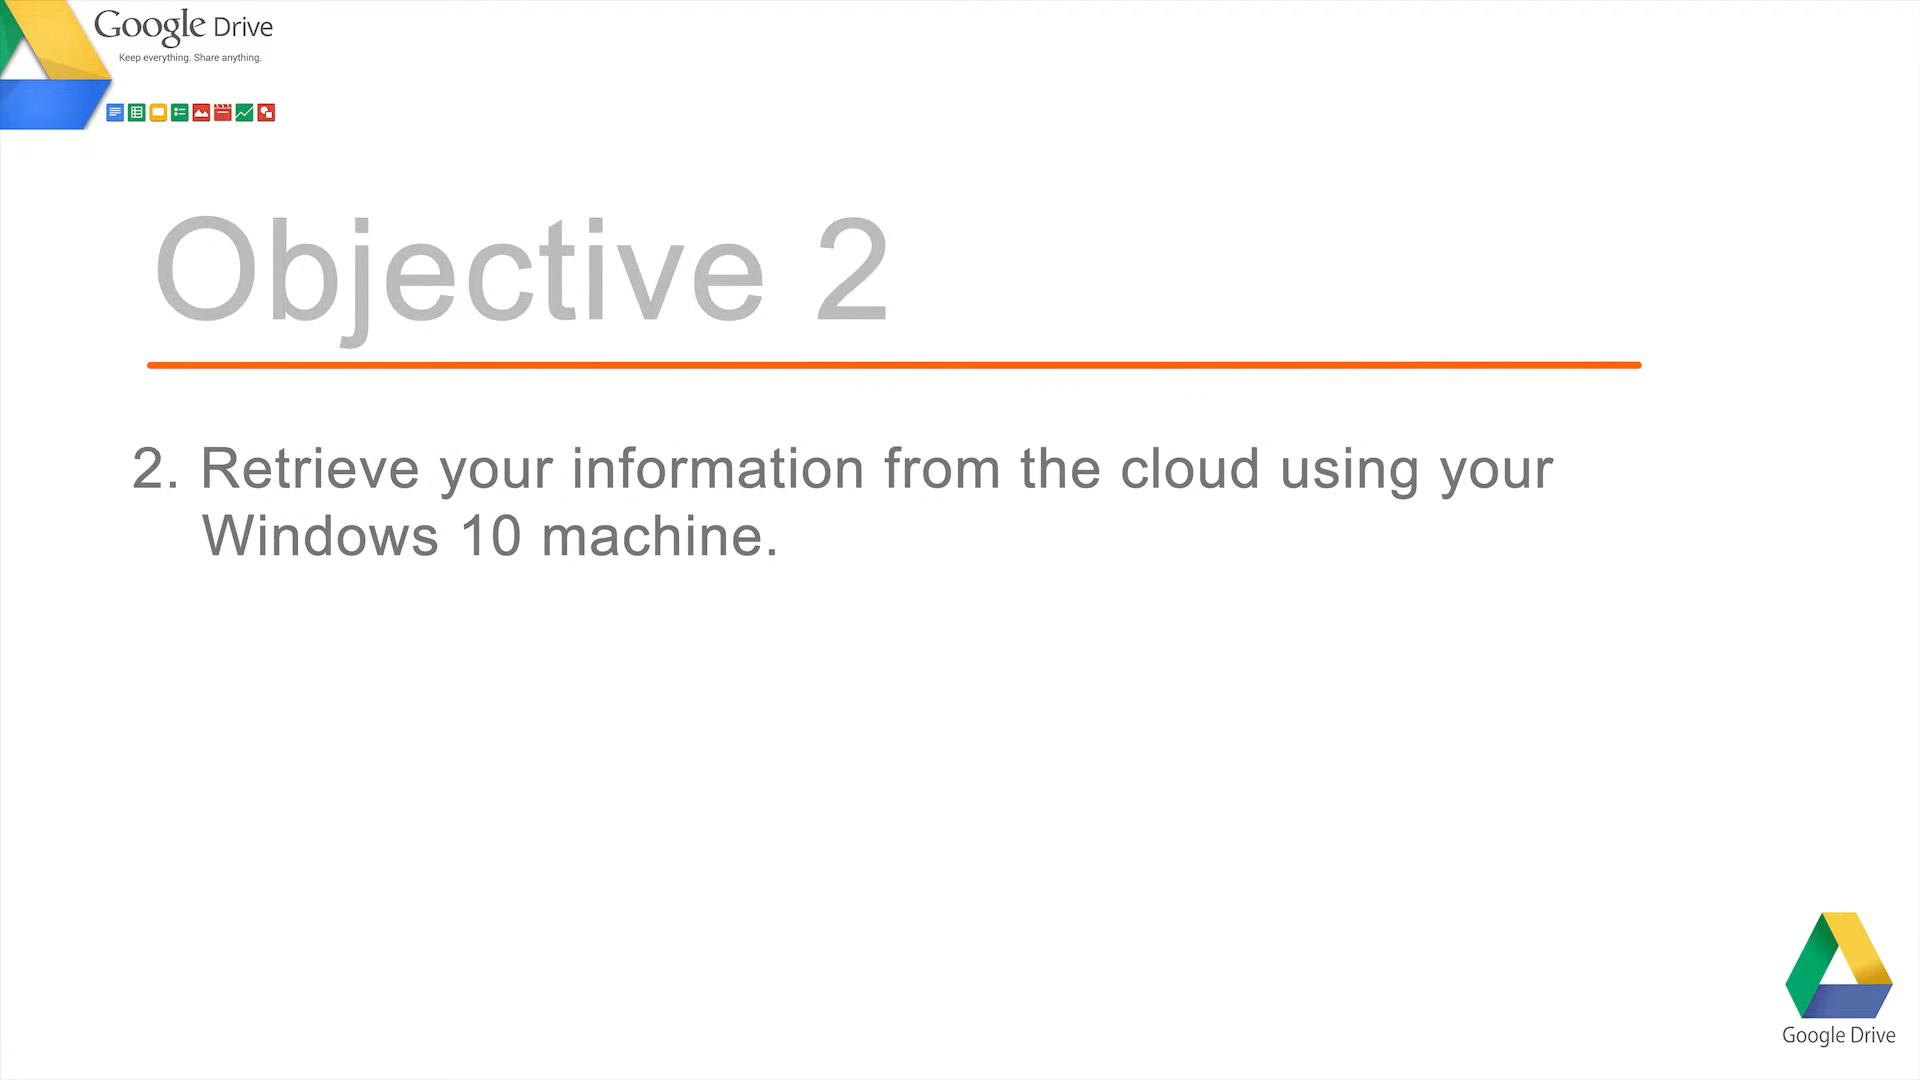 Google Drive
Keep everything. Share anything.
Objective 2
2. Retrieve your information from the cloud using your
Windows 10 machine.
Google Drive